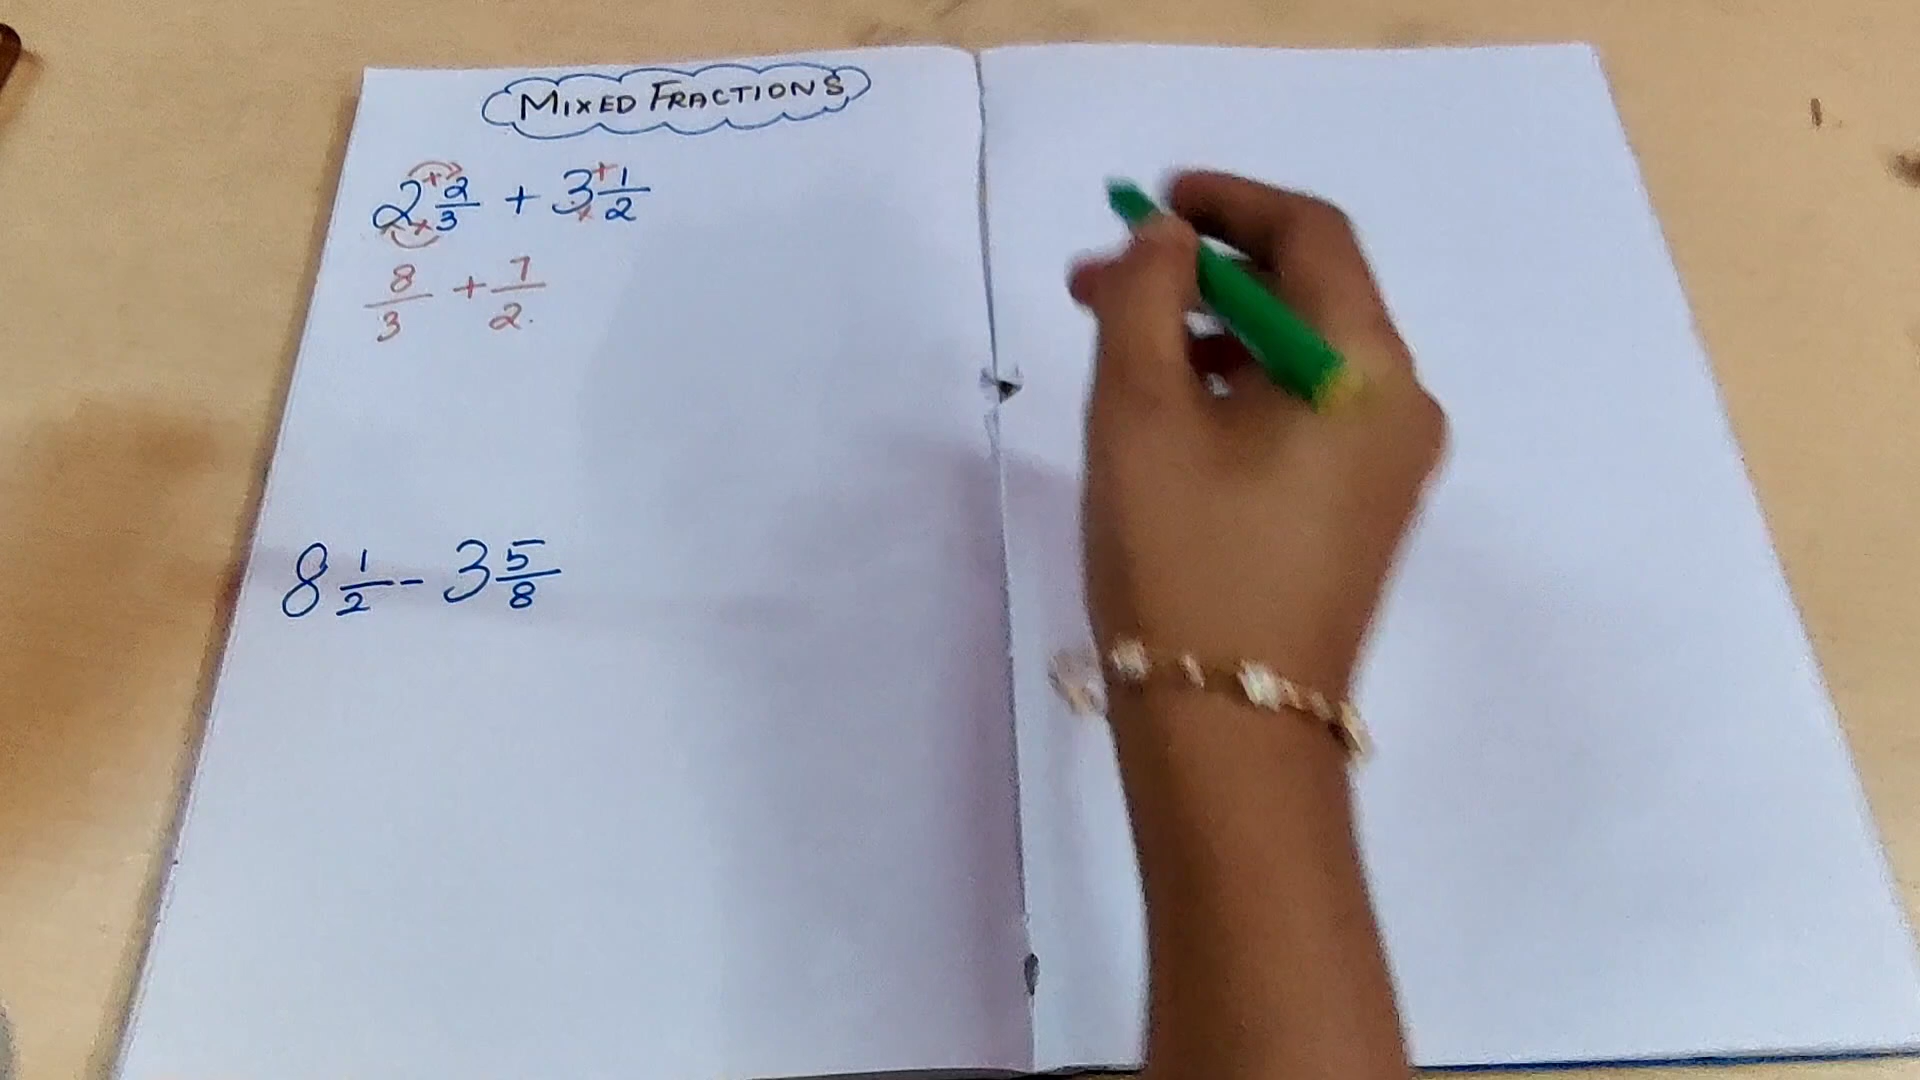 MIXED FRACTIONS
2 2/3 + 3 1/2
8/3 + 7/2
8 1/2 - 3 5/8